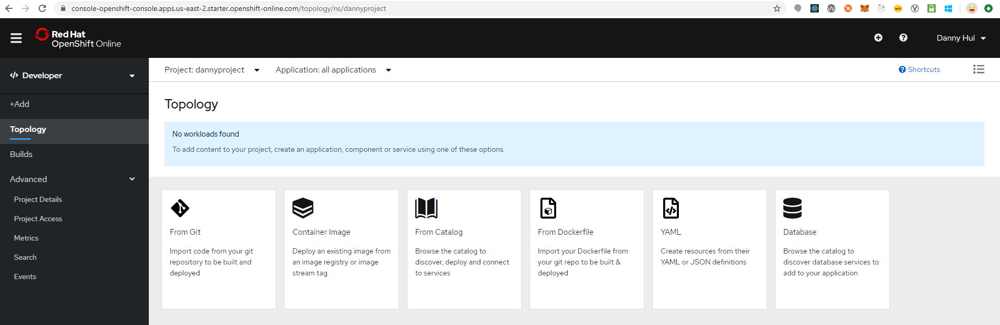 console-openshift-console.apps.us-east-2.starter.openshift-online.com/topology/ns/dannyproject
Red Hat
OpenShift Online
Danny Hui
Developer
Project: dannyproject
Application: all applications
Shortcuts
+Add
Topology
Builds
Advanced
Project Details
Project Access
Metrics
Search
Events
Topology
No workloads found
To add content to your project, create an application, component or service using one of these options.
From Git
Import code from your git
repository to be built and
deployed
Container Image
Deploy an existing image from
an image registry or image
stream tag
From Catalog
Browse the catalog to
discover, deploy and connect
to services
From Dockerfile
Import your Dockerfile from
your git repo to be built &
deployed
YAML
Create resources from their
YAML or JSON definitions
Database
Browse the catalog to
discover database services to
add to your application